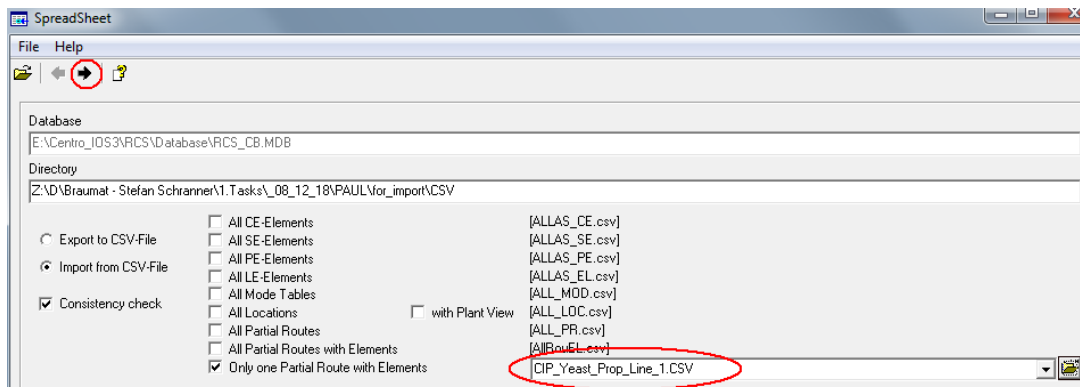 SpreadSheet
File Help
Database
E:\Centro_IOS3\RCS\Database\RCS_CB.MDB
Directory
Z:\D\Braumat - Stefan Schranner\1.Tasks\_08_12_18\PAUL\for_import\CSV
Export to CSV-File
Import from CSV-File
Consistency check
All CE-Elements [ALLAS_CE.csv]
All SE-Elements [ALLAS_SE.csv]
All PE-Elements [ALLAS_PE.csv]
All LE-Elements [ALLAS_EL.csv]
All Mode Tables [ALL_MOD.csv]
All Locations with Plant View [ALL_LOC.csv]
All Partial Routes [ALL_PR.csv]
All Partial Routes with Elements [AllRouEL.csv]
Only one Partial Route with Elements CIP_Yeast_Prop_Line_1.CSV